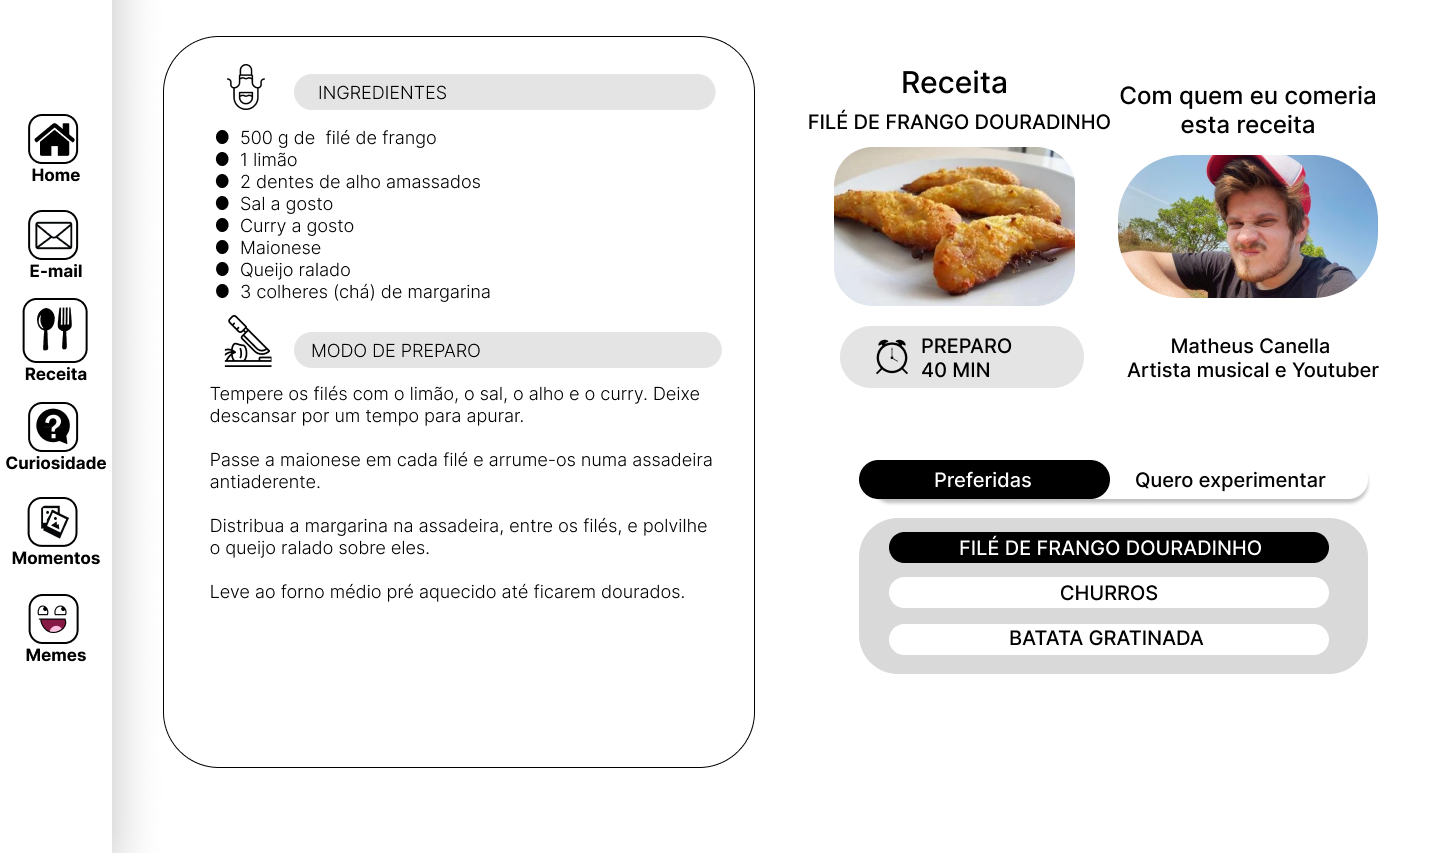 Home
E-mail
Receita
Curiosidade
Momentos
Memes
INGREDIENTES
500 g de  filé de frango
1 limão
2 dentes de alho amassados
Sal a gosto
Curry a gosto
Maionese
Queijo ralado
3 colheres (chá) de margarina
MODO DE PREPARO
Tempere os filés com o limão, o sal, o alho e o curry. Deixe
descansar por um tempo para apurar.
Passe a maionese em cada filé e arrume-os numa assadeira
antiaderente.
Distribua a margarina na assadeira, entre os filés, e polvilhe
o queijo ralado sobre eles.
Leve ao forno médio pré aquecido até ficarem dourados.
Receita
FILÉ DE FRANGO DOURADINHO
PREPARO
40 MIN
Com quem eu comeria
esta receita
Matheus Canella
Artista musical e Youtuber
Preferidas
Quero experimentar
FILÉ DE FRANGO DOURADINHO
CHURROS
BATATA GRATINADA